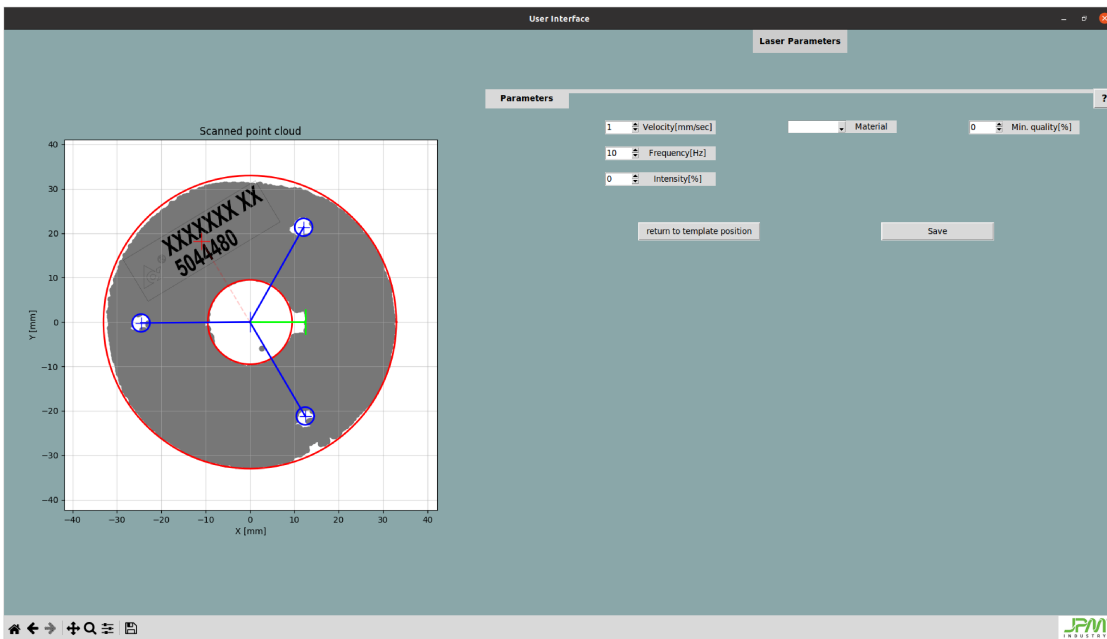 User Interface
Laser Parameters
Parameters
?
1 Velocity[mm/sec]
Material
0 Min. quality[%]
10 Frequency[Hz]
0 Intensity[%]
return to template position
Save
Scanned point cloud
40
30
20
10
0
−10
−20
−30
−40
Y [mm]
XXXXXXX XX
5044480
−40 −30 −20 −10 0 10 20 30 40
X [mm]
JPM
INDUSTRY